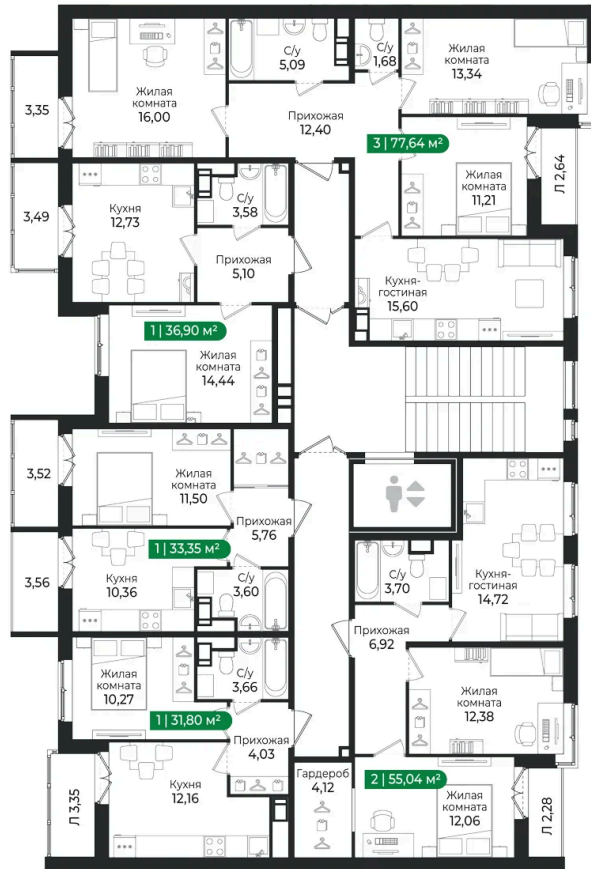 Жилая
комната
16,00
С/у
5,09
С/у
1,68
Жилая
комната
13,34
3,35
Прихожая
12,40
3 | 77,64 м²
Жилая
комната
11,21
Л 2,64
3,49
Кухня
12,73
С/у
3,58
Прихожая
5,10
Кухня-
гостиная
15,60
1 | 36,90 м²
Жилая
комната
14,44
3,52
Жилая
комната
11,50
Прихожая
5,76
1 | 33,35 м²
3,56
Кухня
10,36
С/у
3,60
С/у
3,70
Кухня-
гостиная
14,72
Прихожая
6,92
Жилая
комната
10,27
С/у
3,66
1 | 31,80 м²
Прихожая
4,03
Жилая
комната
12,38
Л 3,35
Кухня
12,16
Гардероб
4,12
2 | 55,04 м²
Жилая
комната
12,06
Л 2,28